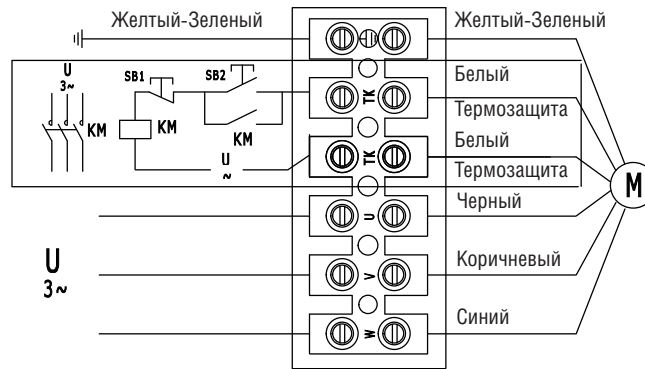 Желтый-Зеленый
Желтый-Зеленый
U
3~
KM
SB1
SB2
KM
KM
U
~
TK
TK
U
V
W
Белый
Термозащита
Белый
Термозащита
Черный
Коричневый
Синий
M
U
3~